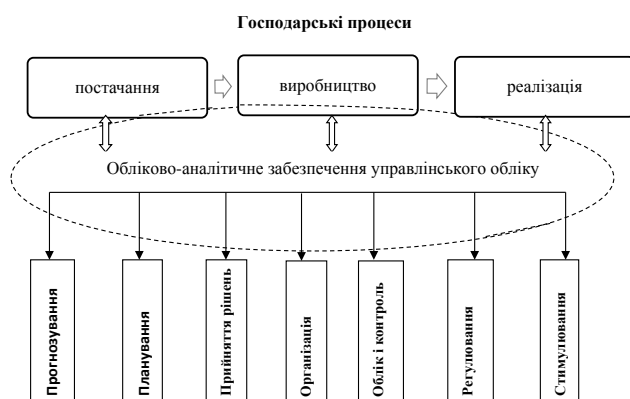 Господарські процеси
постачання
виробництво
реалізація
Обліково-аналітичне забезпечення управлінського обліку
Прогнозування
Планування
Прийняття рішень
Організація
Облік і контроль
Регулювання
Стимулювання